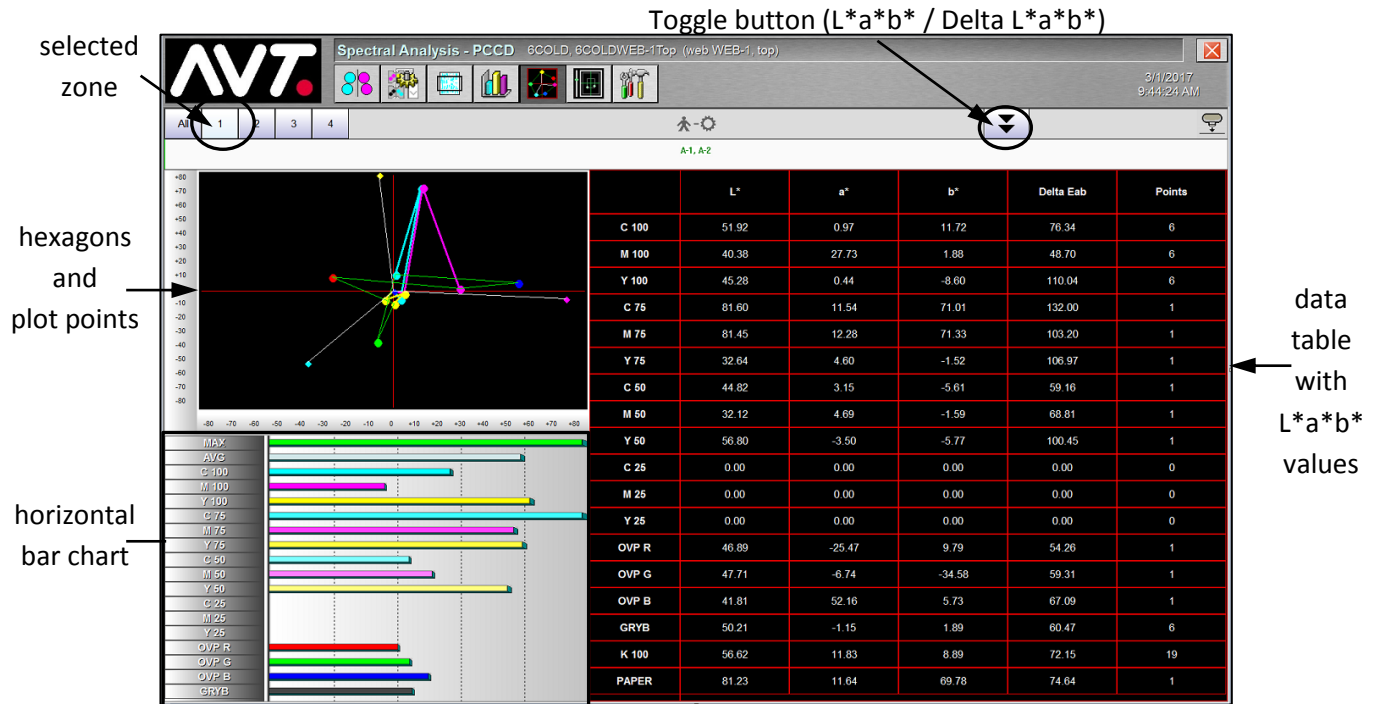 Toggle button (L*a*b* / Delta L*a*b*)
selected
zone
AVT
Spectral Analysis - PCCD 6COLD, 6COLDWEB-1Top (web WEB-1, top)
3/1/2017
9:44:24 AM
All 1 2 3 4
A-1, A-2
hexagons
and
plot points
+80
+70
+60
+50
+40
+30
+20
+10
-10
-20
-30
-40
-50
-60
-70
-80
-80 -70 -60 -50 -40 -30 -20 -10 0 +10 +20 +30 +40 +50 +60 +70 +80
L* a* b* Delta Eab Points
C 100 51.92 0.97 11.72 76.34 6
M 100 40.38 27.73 1.88 48.70 6
Y 100 45.28 0.44 -8.60 110.04 6
C 75 81.60 11.54 71.01 132.00 1
M 75 81.45 12.28 71.33 103.20 1
Y 75 32.64 4.60 -1.52 106.97 1
C 50 44.82 3.15 -5.61 59.16 1
M 50 32.12 4.69 -1.59 68.81 1
Y 50 56.80 -3.50 -5.77 100.45 1
C 25 0.00 0.00 0.00 0.00 0
M 25 0.00 0.00 0.00 0.00 0
Y 25 0.00 0.00 0.00 0.00 0
OVP R 46.89 -25.47 9.79 54.26 1
OVP G 47.71 -6.74 -34.58 59.31 1
OVP B 41.81 52.16 5.73 67.09 1
GRYB 50.21 -1.15 1.89 60.47 6
K 100 56.62 11.83 8.89 72.15 19
PAPER 81.23 11.64 69.78 74.64 1
data
table
with
L*a*b*
values
horizontal
bar chart
MAX
AVG
C 100
M 100
Y 100
C 75
M 75
Y 75
C 50
M 50
Y 50
C 25
M 25
Y 25
OVP R
OVP G
OVP B
GRYB